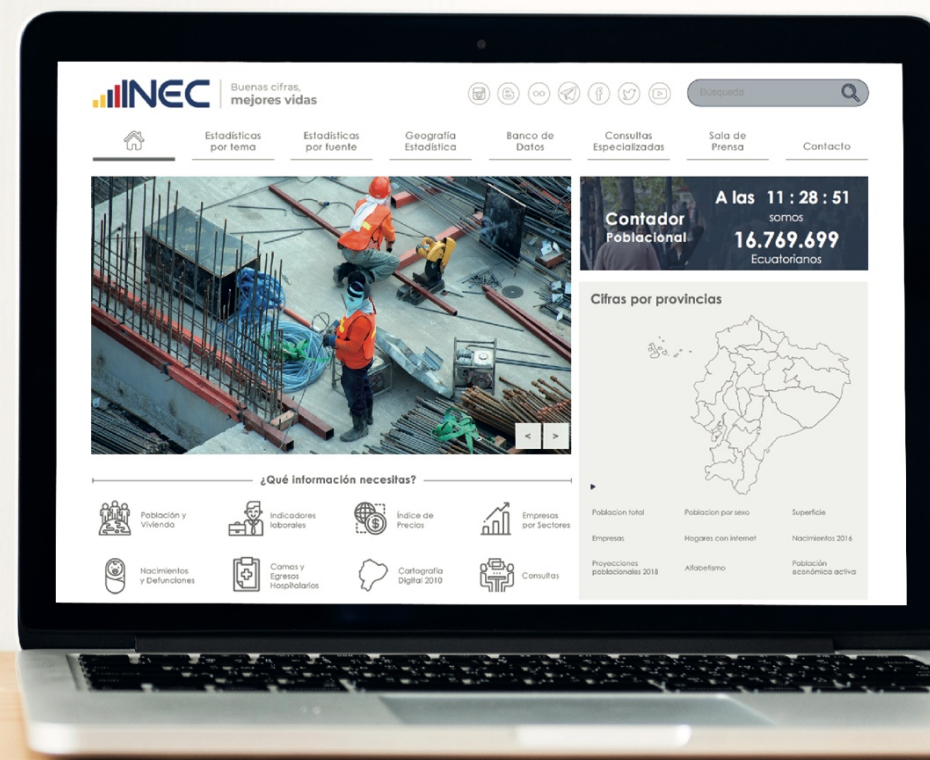 INEC
Buenas cifras,
mejores vidas
Búsqueda
Estadísticas
por tema
Estadísticas
por fuente
Geografía
Estadística
Banco de
Datos
Consultas
Especializadas
Sala de
Prensa
Contacto
Contador
Poblacional
A las 11 : 28 : 51
somos
16.769.699
Ecuatorianos
< >
Cifras por provincias
Poblacion total
Poblacion por sexo
Superficie
Empresas
Hogares con internet
Nacimientos 2016
Proyecciones
poblacionales 2018
Alfabetismo
Población
económica activa
¿Qué información necesitas?
Población y
Vivienda
Indicadores
laborales
Índice de
Precios
Empresas
por Sectores
Nacimientos
y Defunciones
Camas y
Egresos
Hospitalarios
Cartografía
Digital 2010
Consultas